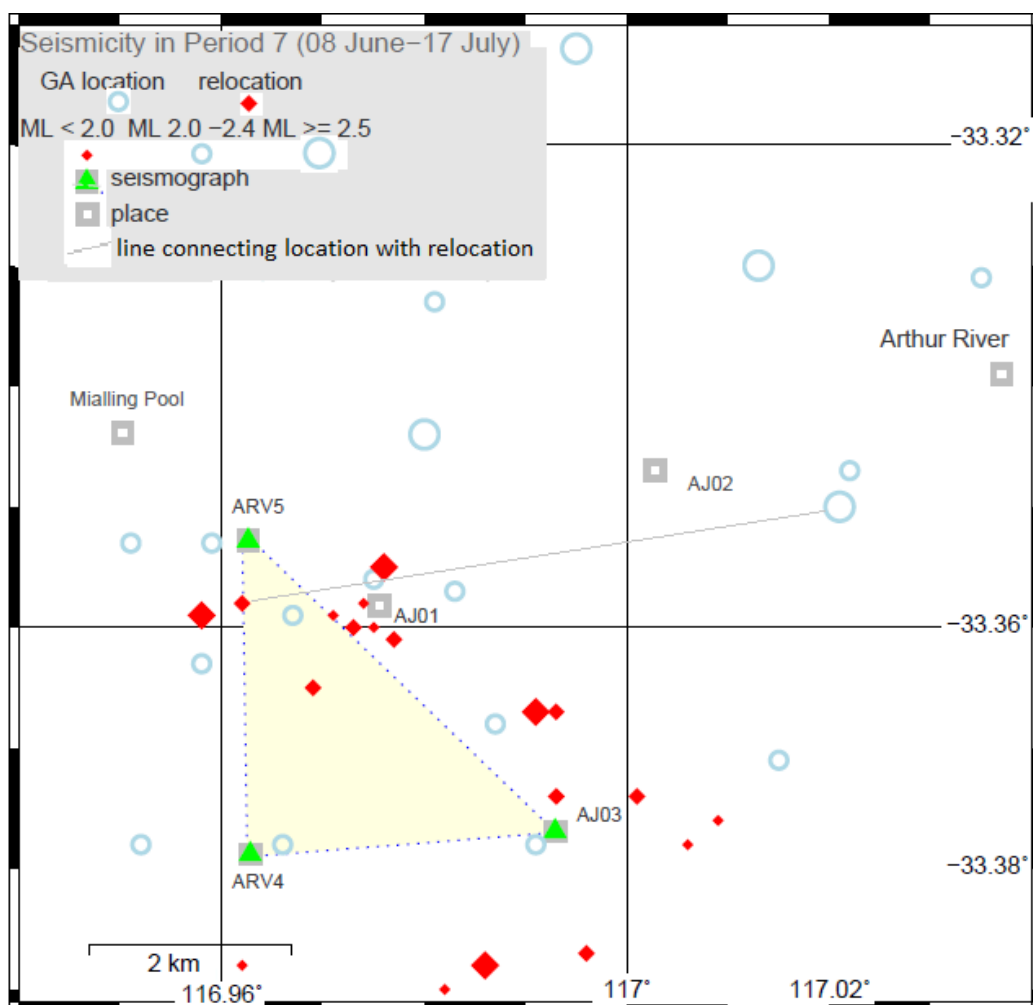 Seismicity in Period 7 (08 June−17 July)
GA location relocation
ML < 2.0 ML 2.0 −2.4 ML >= 2.5
seismograph
place
line connecting location with relocation
−33.32°
Arthur River
Mialling Pool
AJ02
ARV5
AJ01
−33.36°
AJ03
−33.38°
ARV4
2 km
116.96°
117°
117.02°